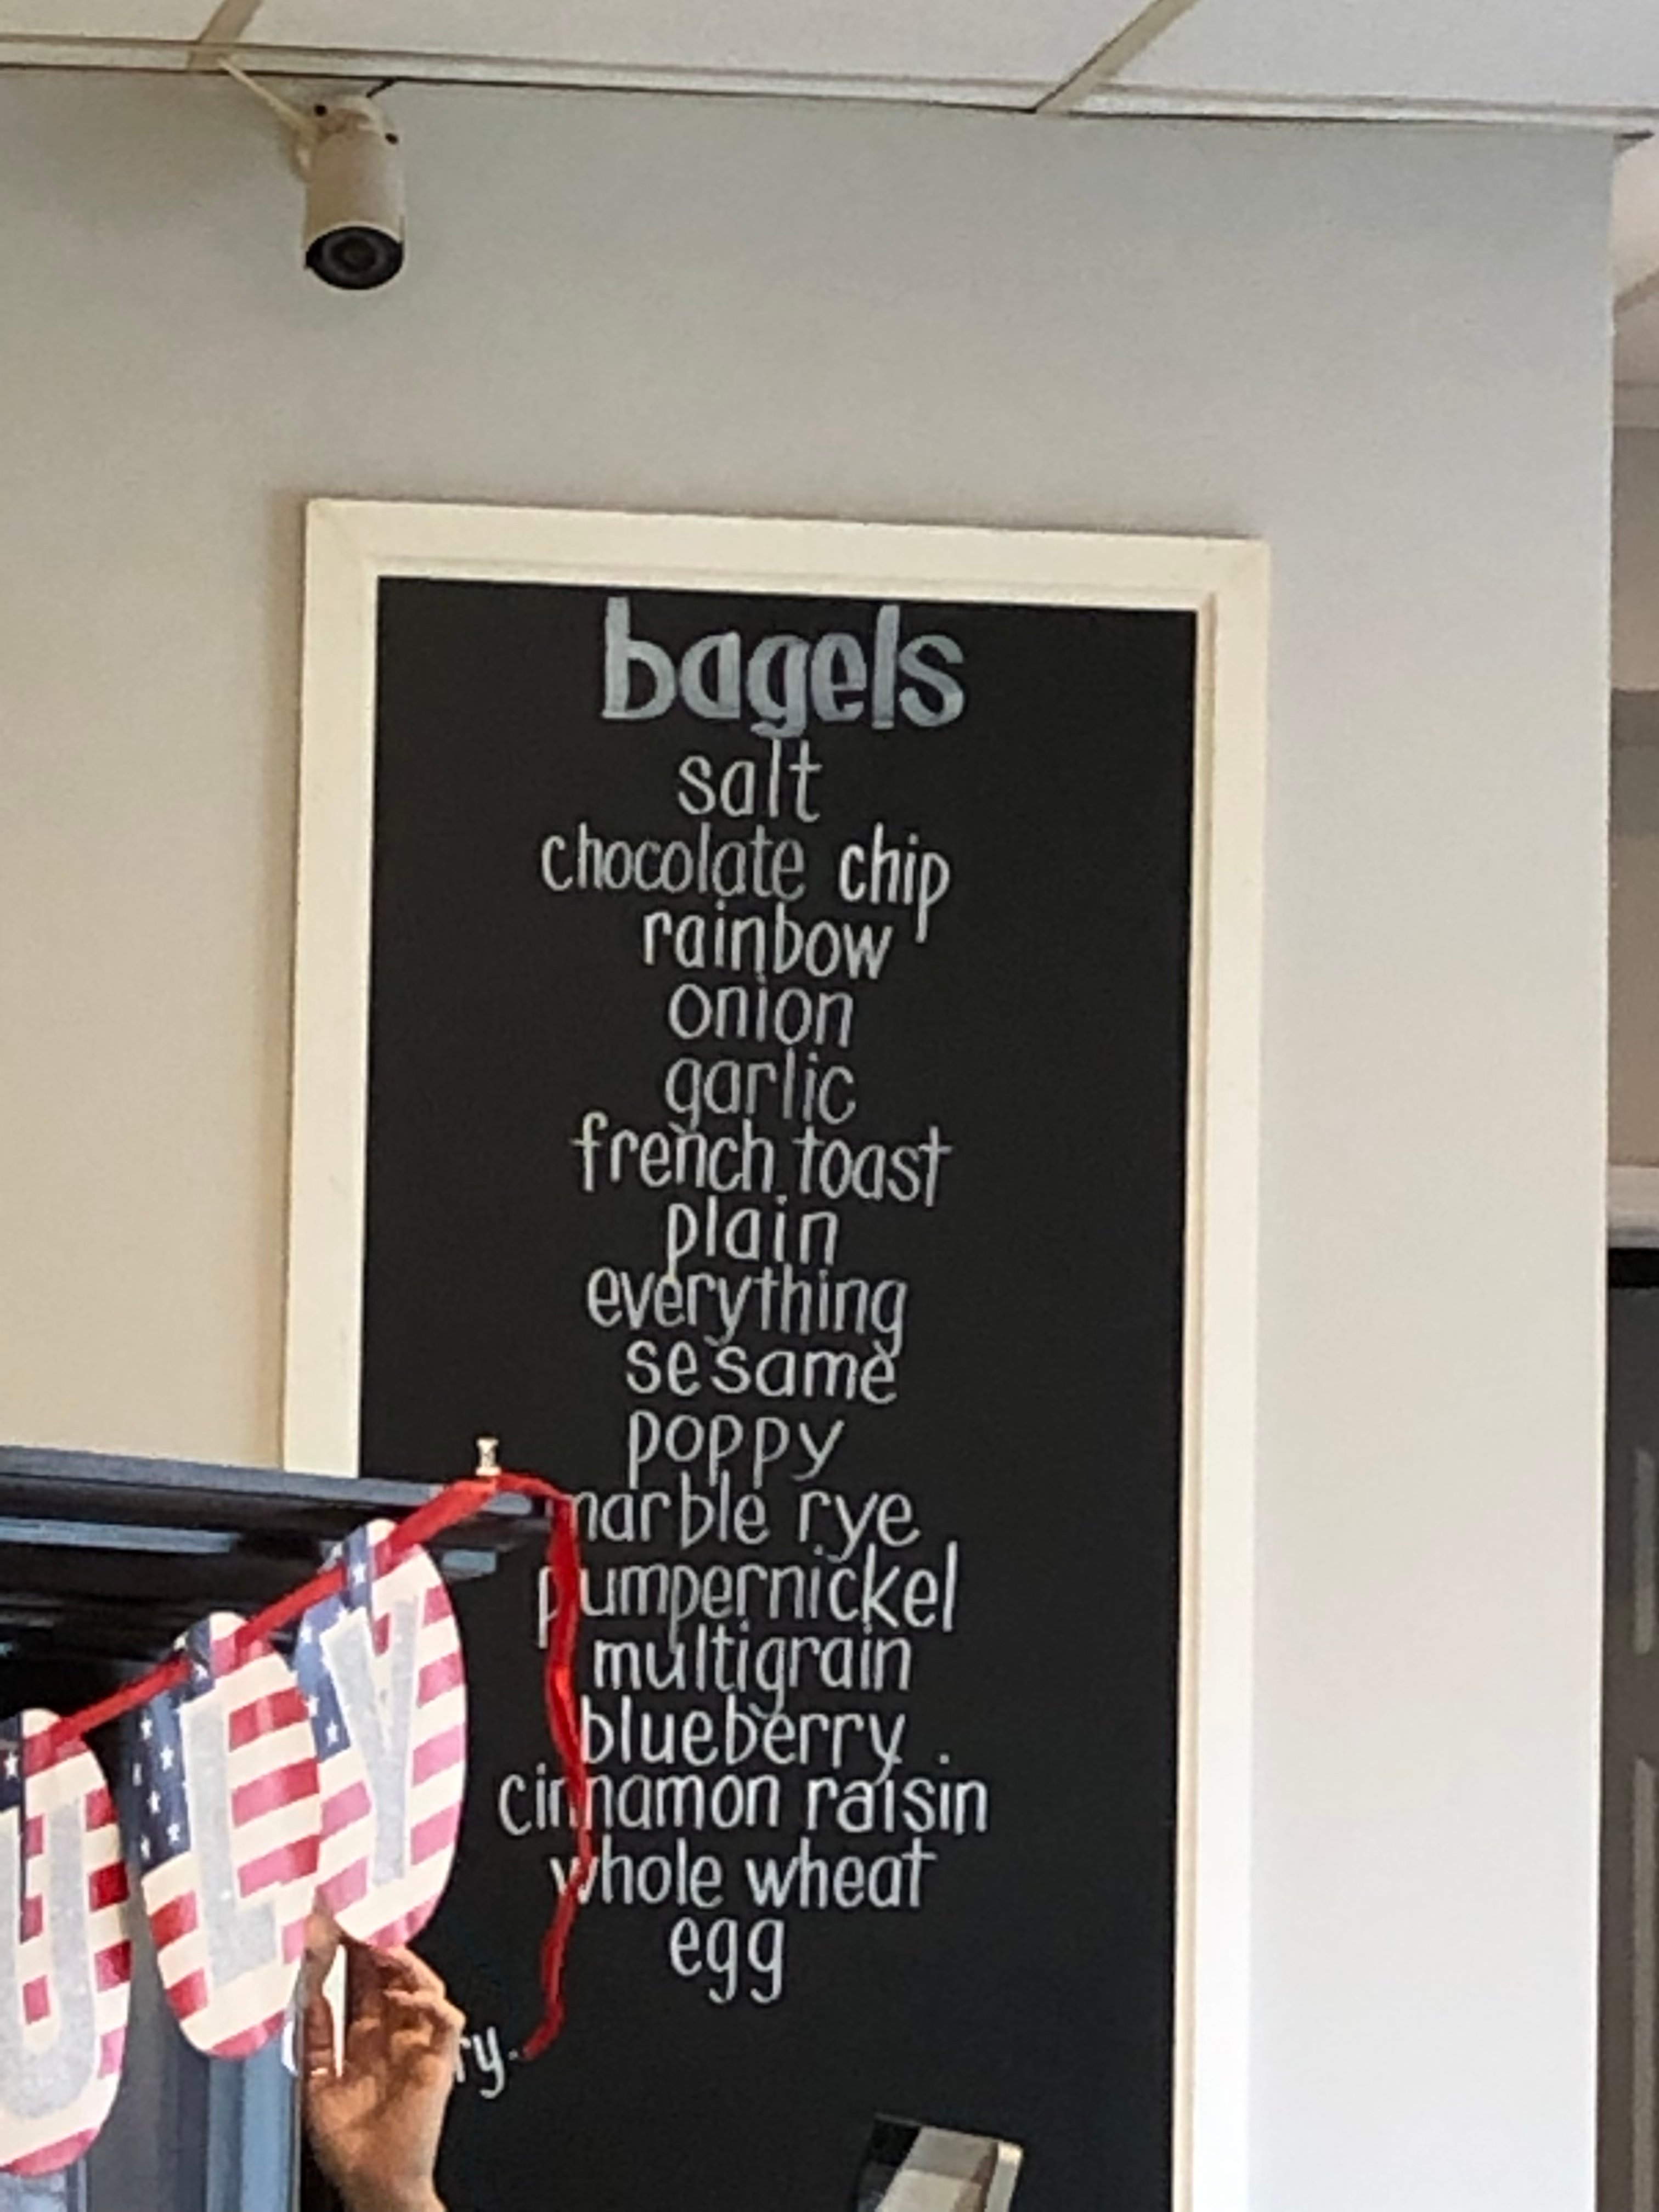 bagels
salt
chocolate chip
rainbow
onion
garlic
french toast
plain
everything
sesame
poppy
marble rye
pumpernickel
multigrain
blueberry
cinnamon raisin
whole wheat
egg
ULY